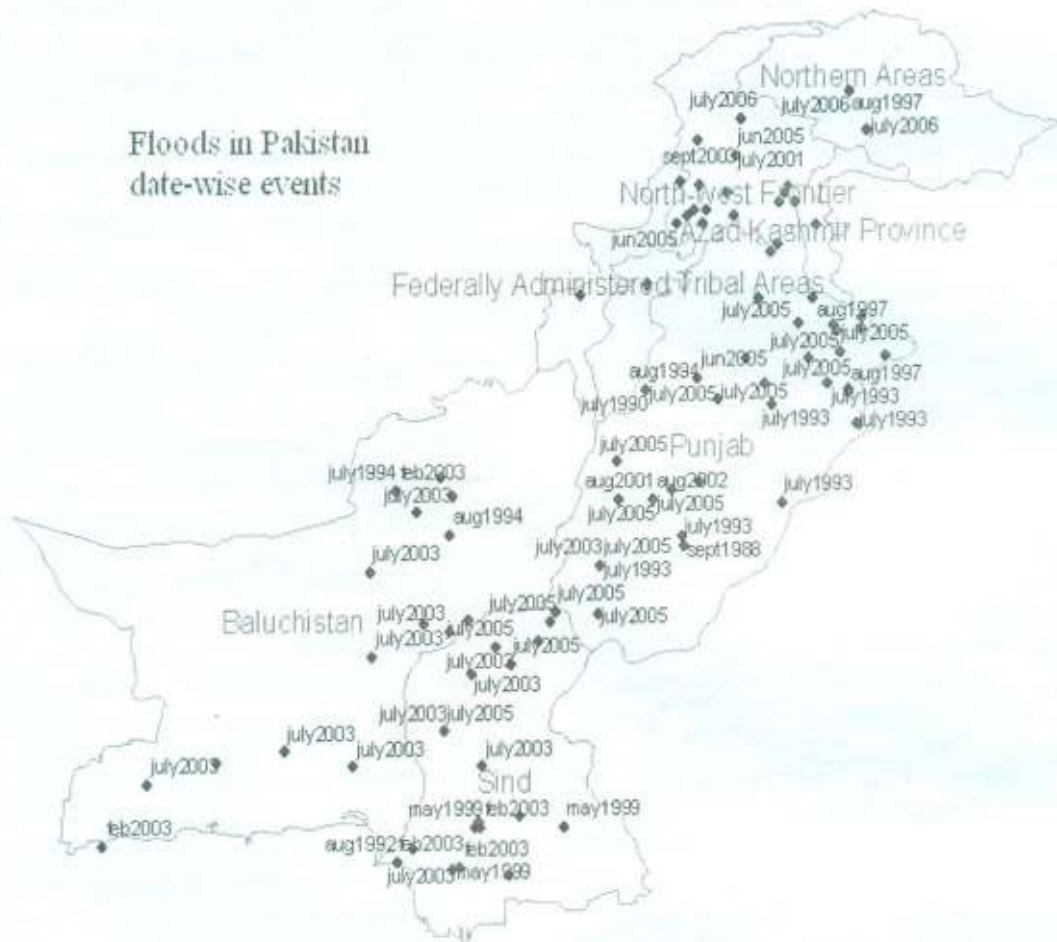 Northern Areas
july2006
july2006
aug1997
july2006
Floods in Pakistan
date-wise events
jun2005
sept2003
july2001
North-West Frontier
jun2005
Azad Kashmir Province
Federally Administered Tribal Areas
july2005
aug1997
july2005
july2005
jun2005
july2005
aug1994
aug1997
july1990
july2005
july2005
july2005
july1993
july1993
july1993
july2005
Punjab
july1994
feb2003
july2003
aug2001
aug2002
july2005
july2005
july1993
aug1994
july1993
sept1988
july2003
july2003
july2005
july1993
july2005
july2005
july2005
july2003
Baluchistan
july2005
july2003
july2005
july2003
july2003
july2005
july2003
july2003
july2003
july2003
Sind
may1999
feb2003
may1999
feb2003
aug1992
feb2003
feb2003
july2003
may1999